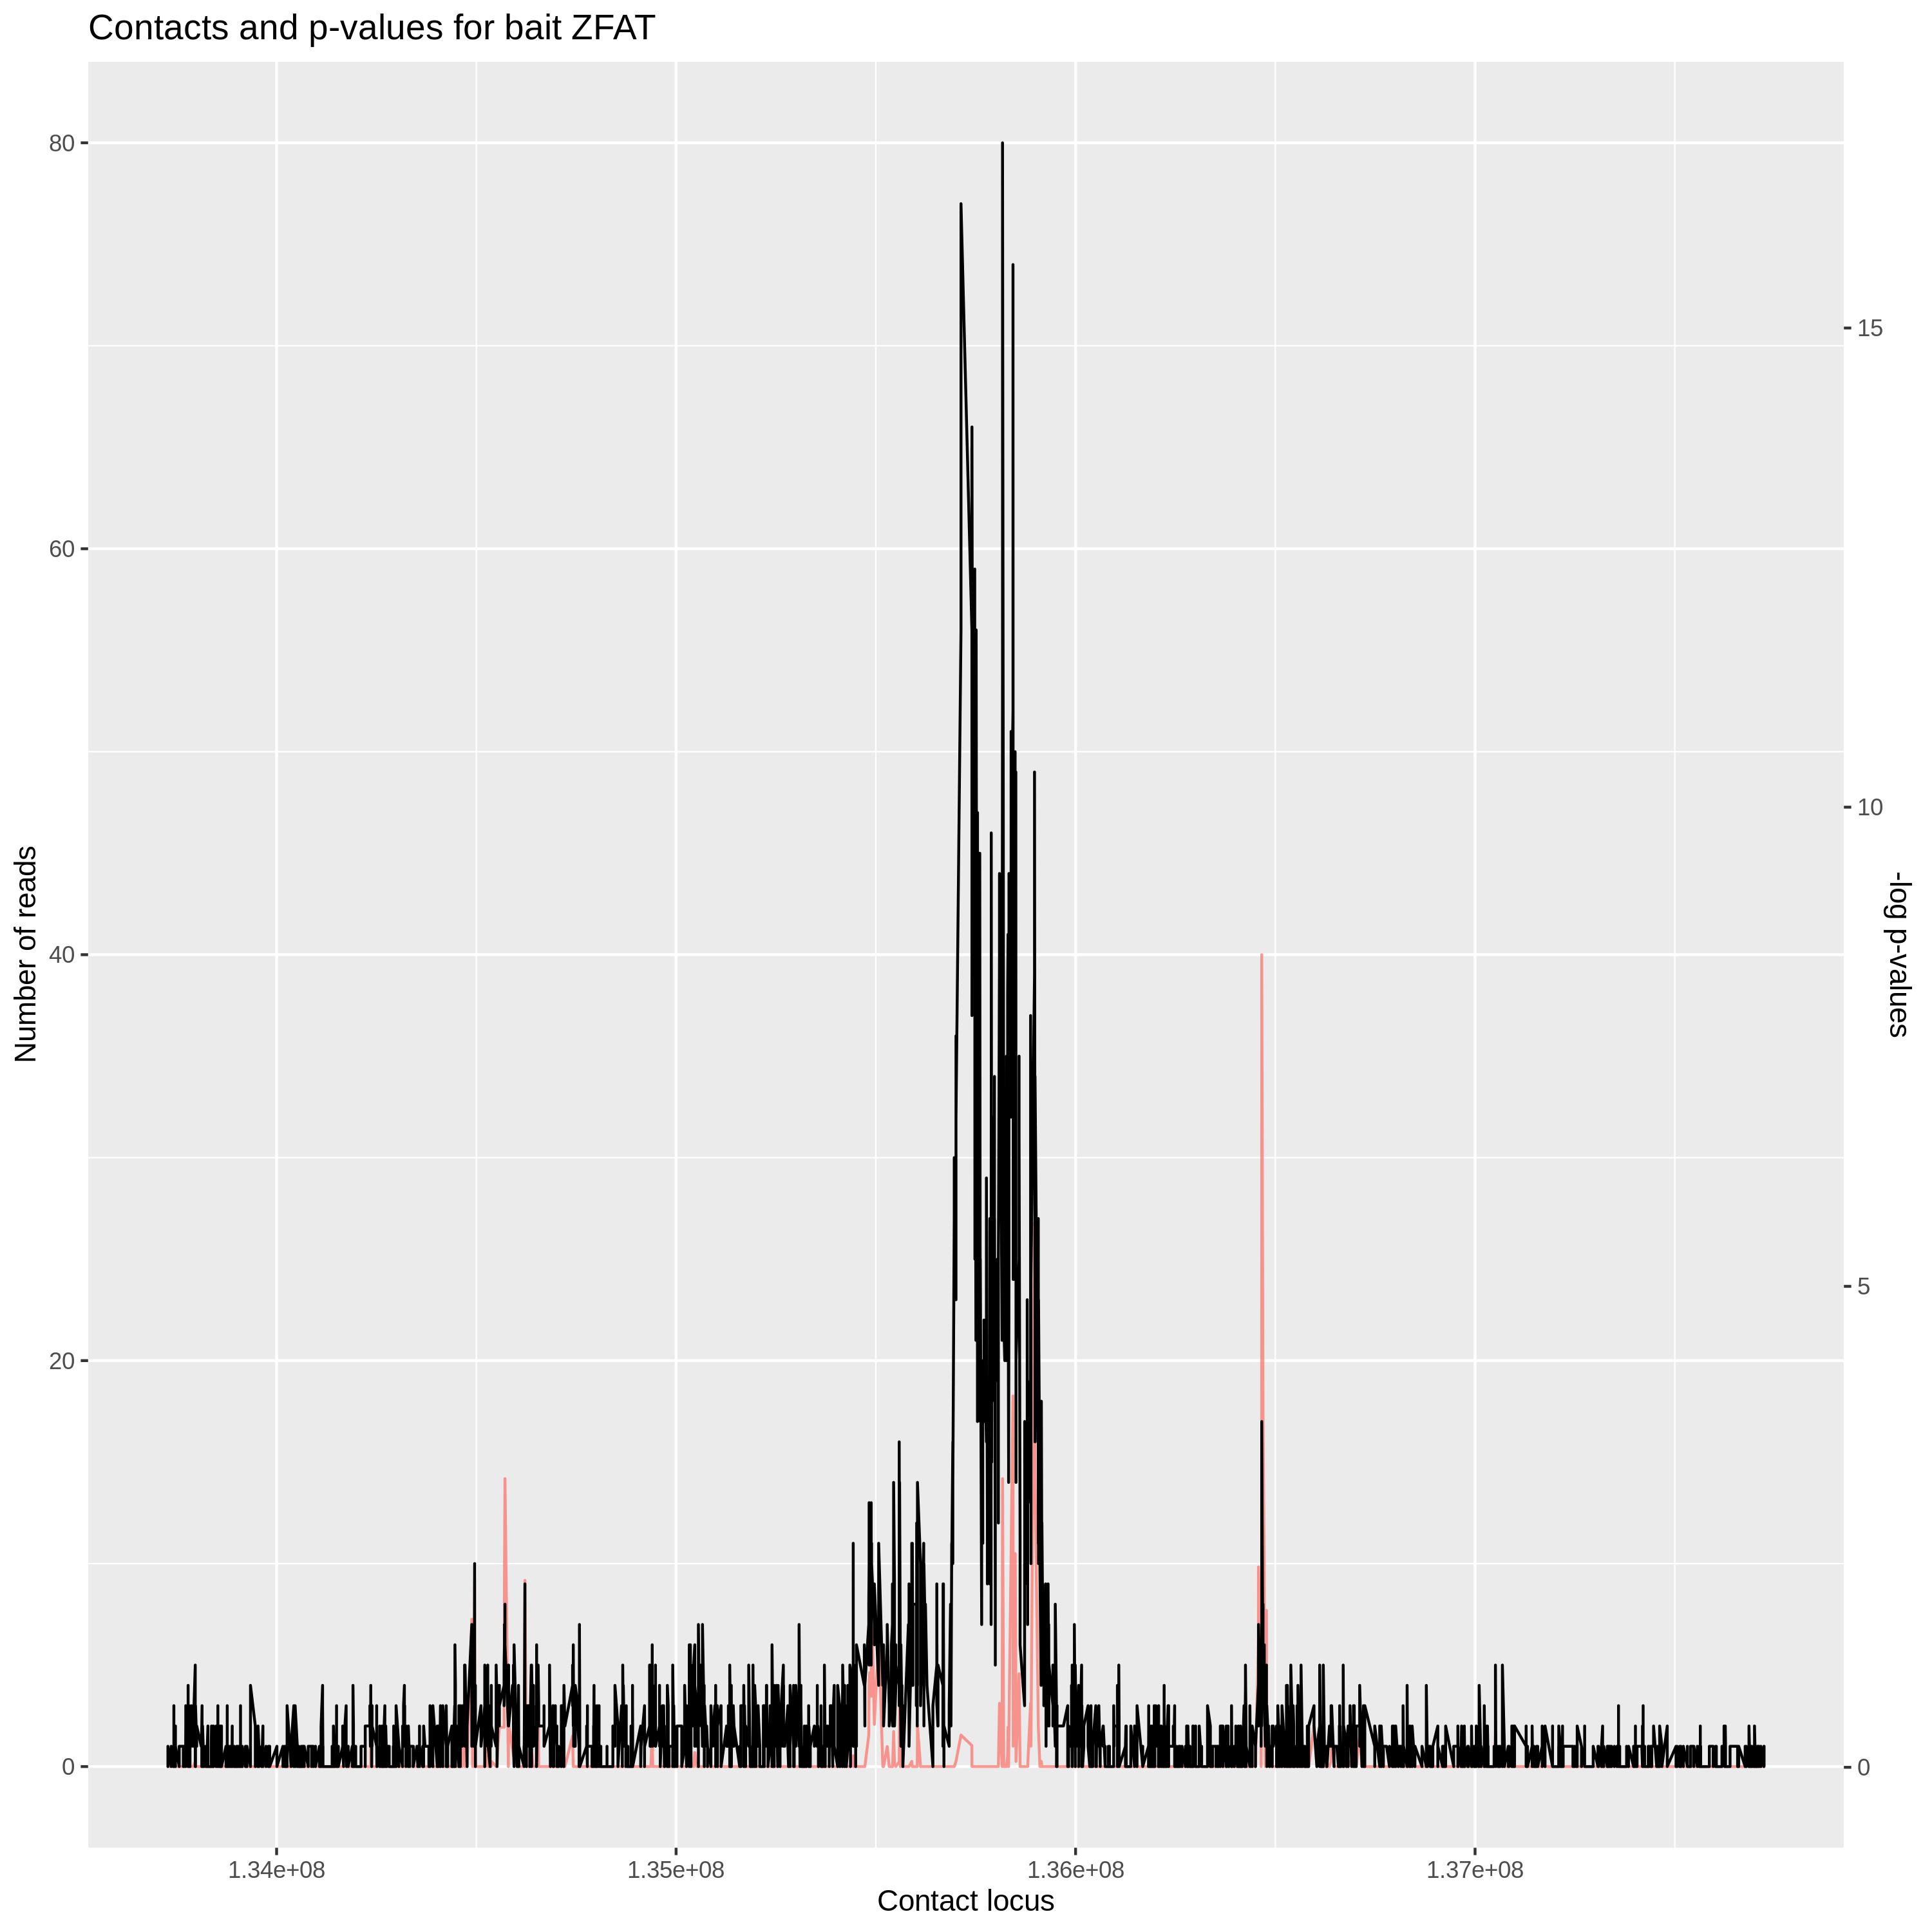 Contacts and p-values for bait ZFAT
80
60
40
20
0
Number of reads
15
10
5
0
-log p-values
1.34e+08
1.35e+08
1.36e+08
1.37e+08
Contact locus